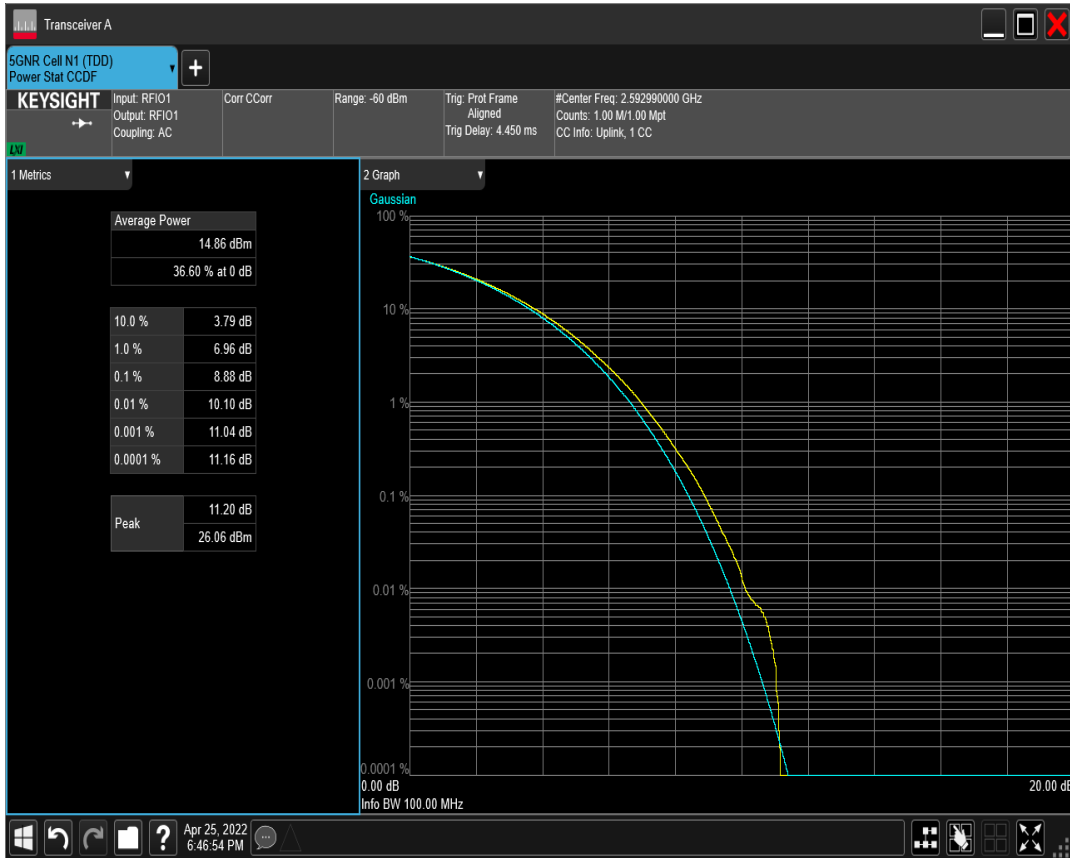 Transceiver A
5GNR Cell N1 (TDD)
Power Stat CCDF
+
KEYSIGHT
LXI
Input: RFIO1
Output: RFIO1
Coupling: AC
Corr CCorr
Range: -60 dBm
Trig: Prot Frame
Aligned
Trig Delay: 4.450 ms
#Center Freq: 2.592990000 GHz
Counts: 1.00 M/1.00 Mpt
CC Info: Uplink, 1 CC
1 Metrics
Average Power
14.86 dBm
36.60 % at 0 dB
10.0 % 3.79 dB
1.0 % 6.96 dB
0.1 % 8.88 dB
0.01 % 10.10 dB
0.001 % 11.04 dB
0.0001 % 11.16 dB
Peak
11.20 dB
26.06 dBm
2 Graph
Gaussian
100 %
10 %
1 %
0.1 %
0.01 %
0.001 %
0.0001 %
0.00 dB 20.00 dB
Info BW 100.00 MHz
?
Apr 25, 2022
6:46:54 PM